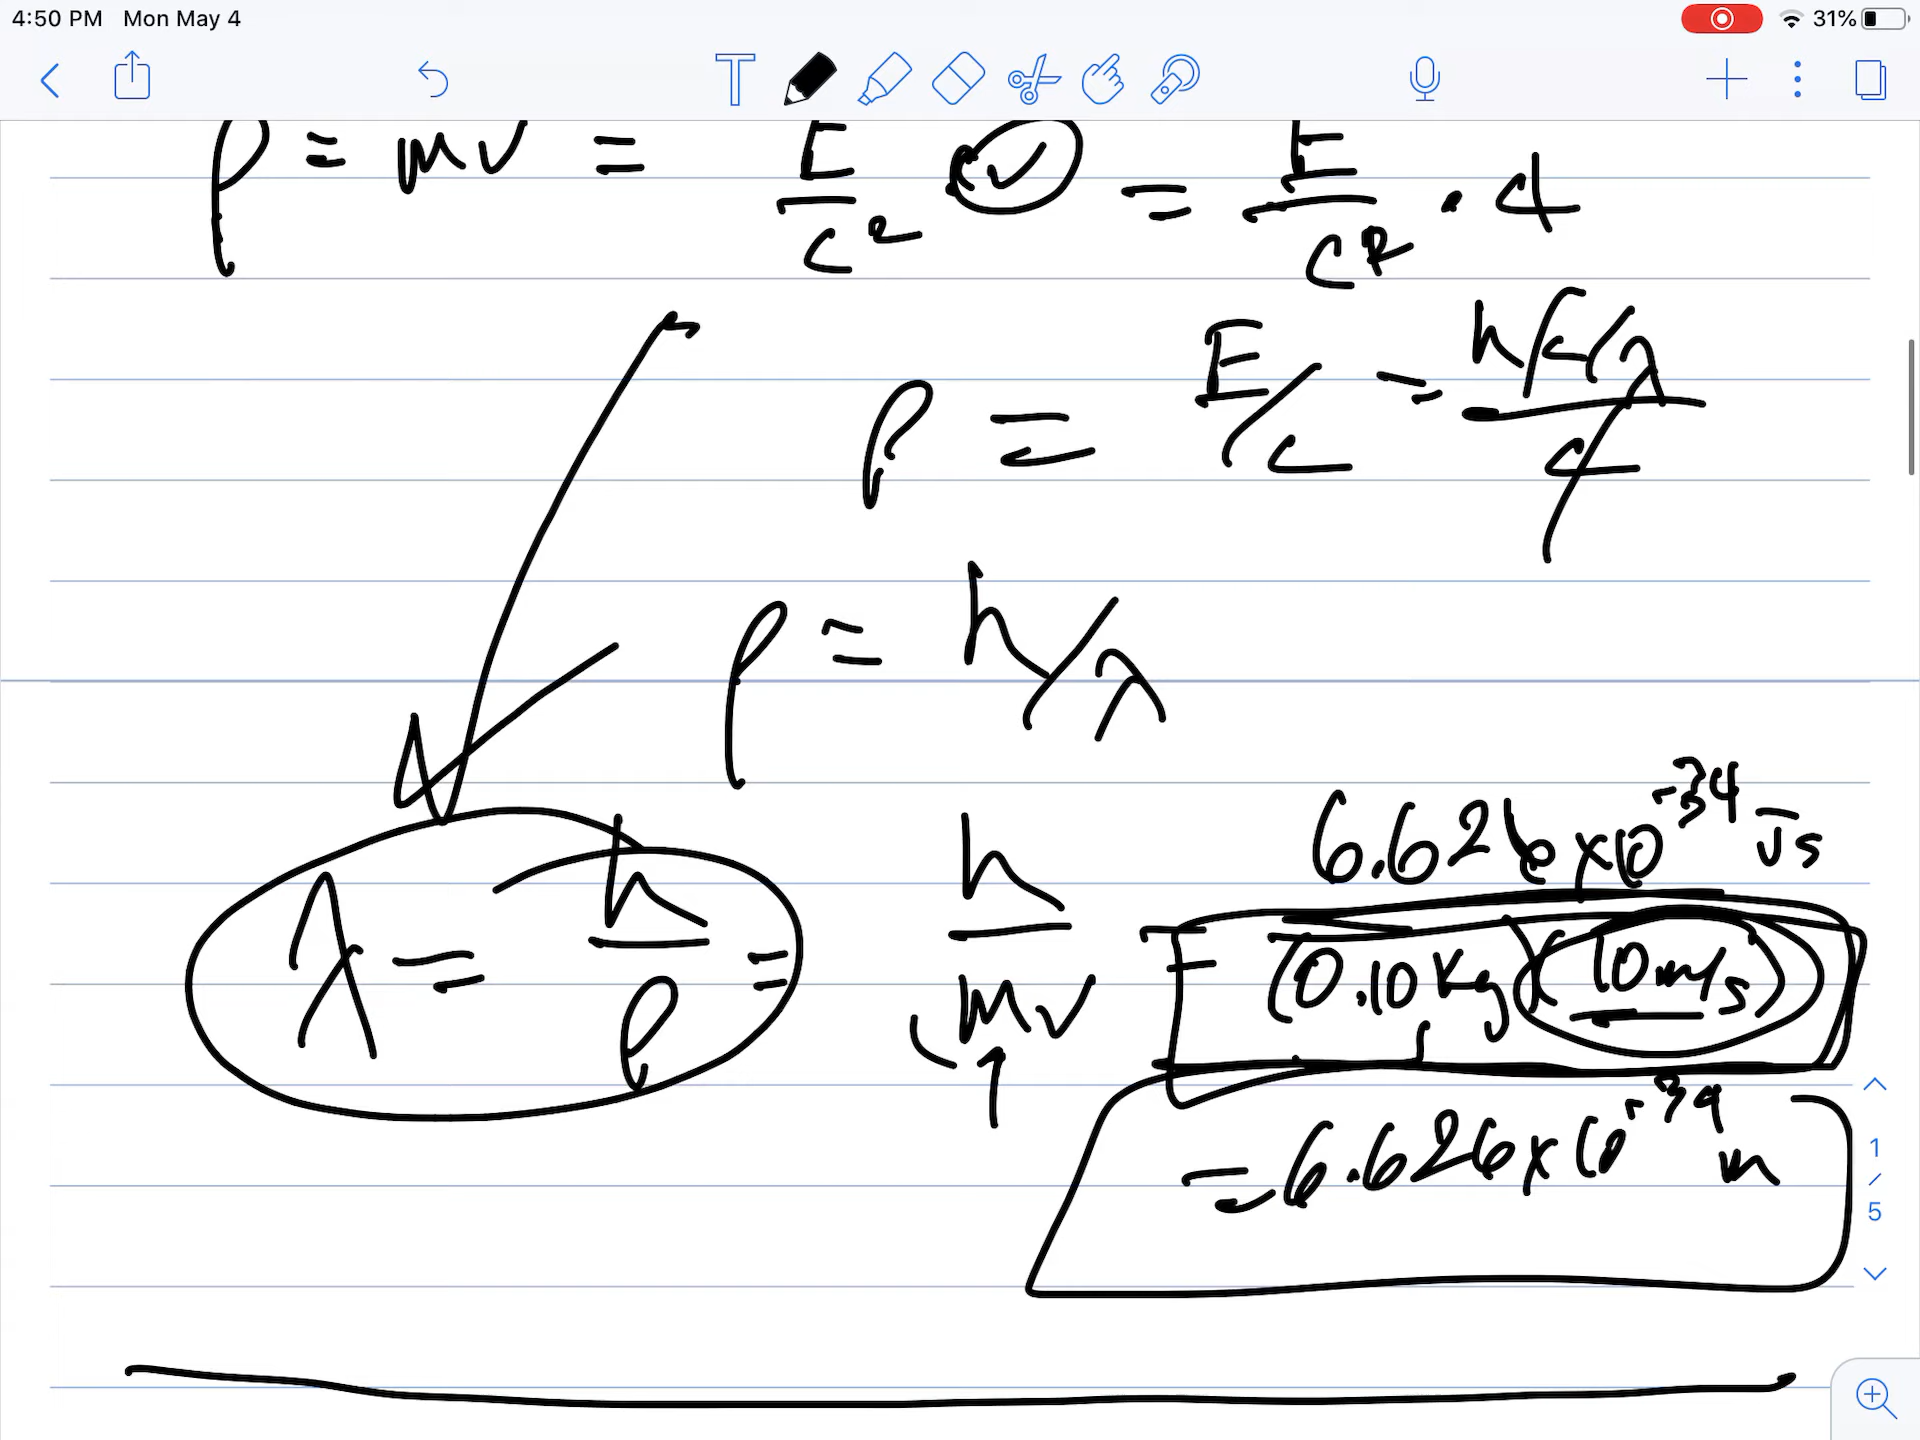 4:50 PM Mon May 4 31%
T
p = mv = E/c² v = E/c² · c
p = E/c = hc/λ / c
p = h/λ
λ = h/p = h/mv = 6.626 x 10⁻³⁴ Js / (0.10 kg)(10 m/s)
= 6.626 x 10⁻³⁴ m
1
/
5